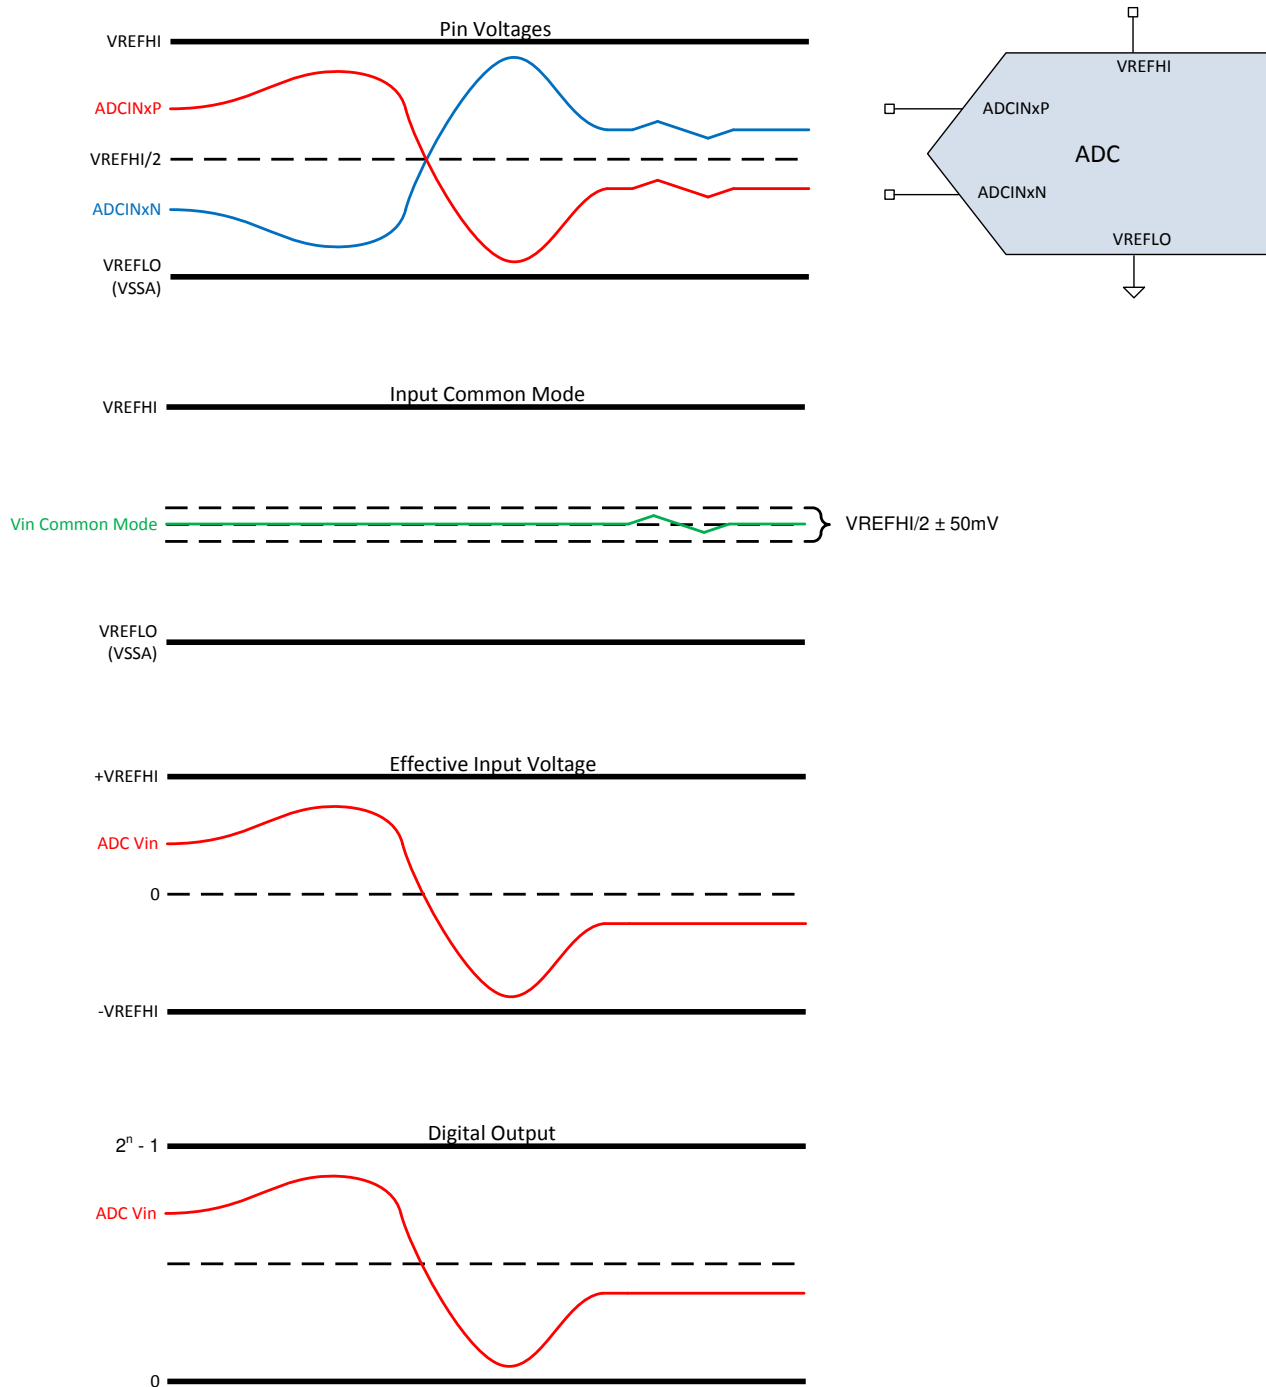 Pin Voltages
VREFHI
ADCINxP
VREFHI/2
ADCINxN
VREFLO
(VSSA)
VREFHI
ADCINxP
ADC
ADCINxN
VREFLO
Input Common Mode
VREFHI
Vin Common Mode
VREFHI/2 ± 50mV
VREFLO
(VSSA)
Effective Input Voltage
+VREFHI
ADC Vin
0
-VREFHI
Digital Output
2ⁿ - 1
ADC Vin
0